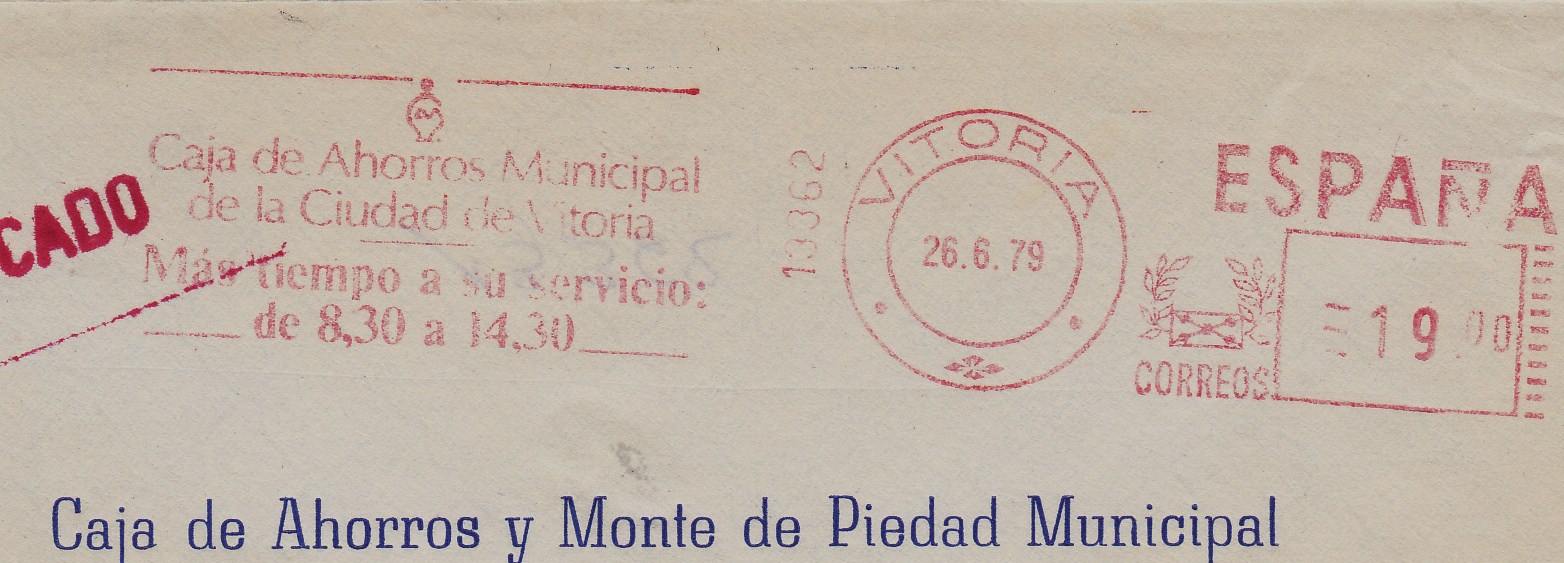 Caja de Ahorros Municipal
de la Ciudad de Vitoria
Más tiempo a su servicio:
de 8,30 a 14,30
CADO
13362
VITORIA
26.6.79
ESPAÑA
CORREOS
19.00
Caja de Ahorros y Monte de Piedad Municipal